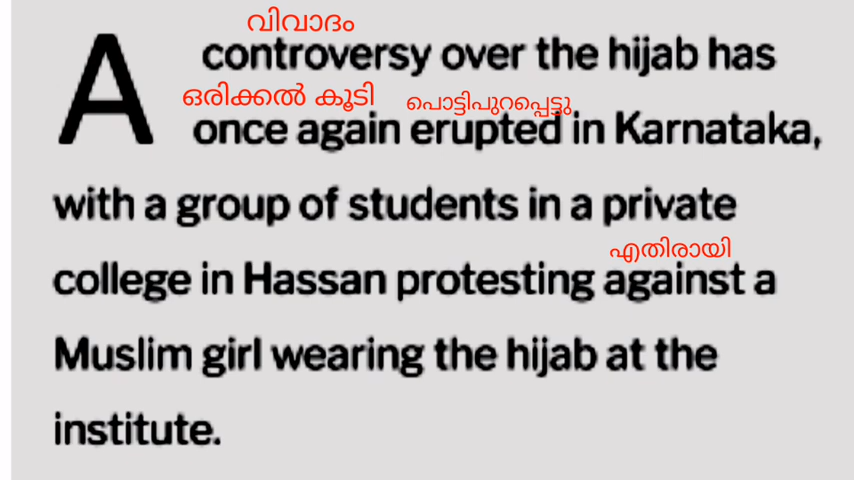 വിവാദം
A controversy over the hijab has
ഒരിക്കൽ കൂടി പൊട്ടിപുറപ്പെട്ടു
once again erupted in Karnataka,
with a group of students in a private
എതിരായി
college in Hassan protesting against a
Muslim girl wearing the hijab at the
institute.